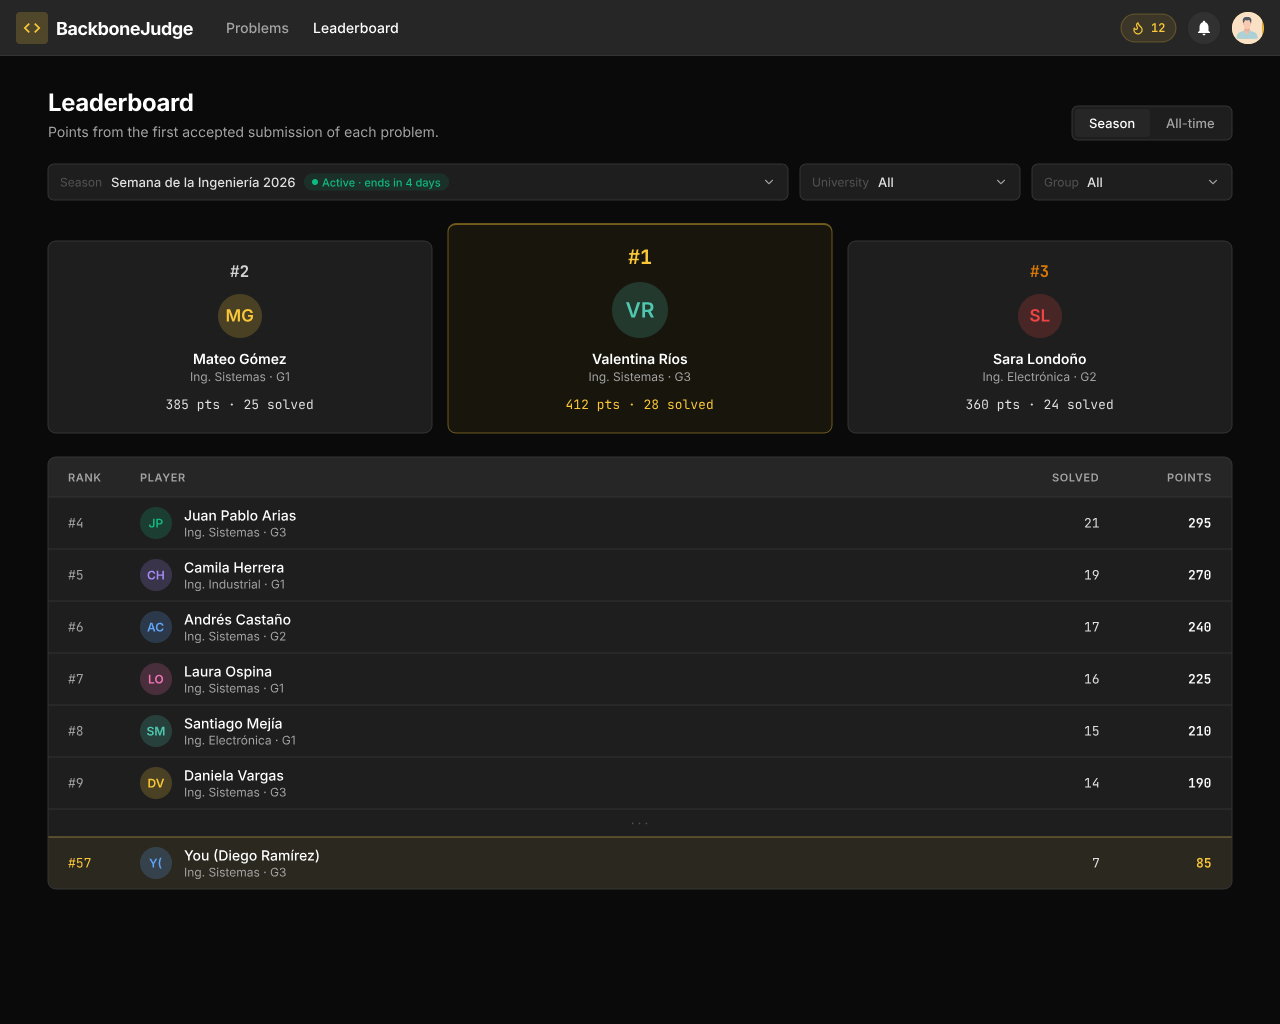 BackboneJudge Problems Leaderboard 12
Leaderboard
Points from the first accepted submission of each problem.
Season All-time
Season Semana de la Ingeniería 2026 Active · ends in 4 days University All Group All
#2
MG
Mateo Gómez
Ing. Sistemas · G1
385 pts · 25 solved
#1
VR
Valentina Ríos
Ing. Sistemas · G3
412 pts · 28 solved
#3
SL
Sara Londoño
Ing. Electrónica · G2
360 pts · 24 solved
RANK PLAYER SOLVED POINTS
#4 JP Juan Pablo Arias 21 295
Ing. Sistemas · G3
#5 CH Camila Herrera 19 270
Ing. Industrial · G1
#6 AC Andrés Castaño 17 240
Ing. Sistemas · G2
#7 LO Laura Ospina 16 225
Ing. Sistemas · G1
#8 SM Santiago Mejía 15 210
Ing. Electrónica · G1
#9 DV Daniela Vargas 14 190
Ing. Sistemas · G3
···
#57 Y( You (Diego Ramírez) 7 85
Ing. Sistemas · G3